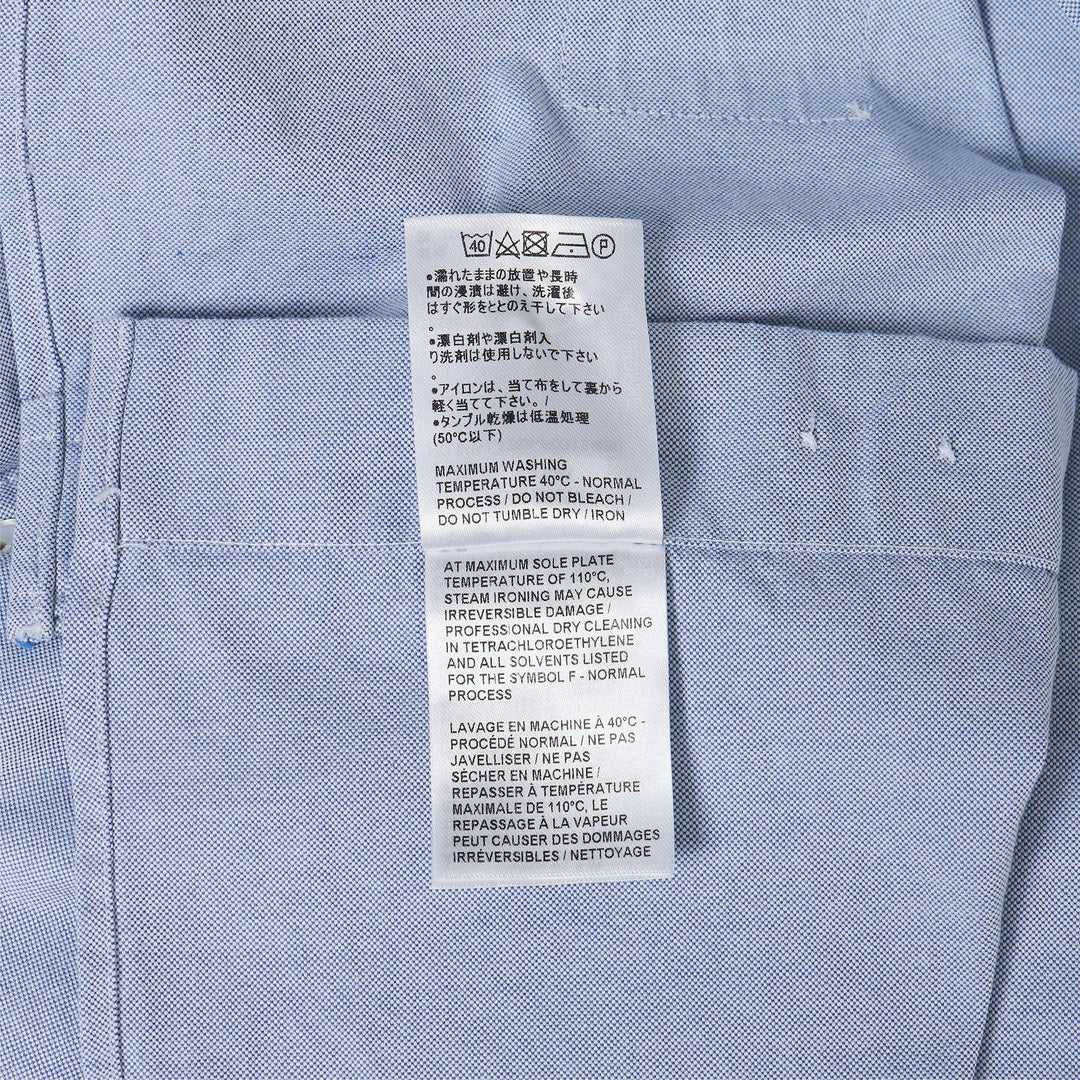 40 P
•濡れたままの放置や長時
間の浸漬は避け、洗濯後
はすぐ形をととのえ干して下さい
。
•漂白剤や漂白剤入
り洗剤は使用しないで下さい
。
•アイロンは、当て布をして裏から
軽く当てて下さい。/
•タンブル乾燥は低温処理
(50°C以下)
MAXIMUM WASHING
TEMPERATURE 40°C - NORMAL
PROCESS / DO NOT BLEACH /
DO NOT TUMBLE DRY / IRON
AT MAXIMUM SOLE PLATE
TEMPERATURE OF 110°C,
STEAM IRONING MAY CAUSE
IRREVERSIBLE DAMAGE /
PROFESSIONAL DRY CLEANING
IN TETRACHLOROETHYLENE
AND ALL SOLVENTS LISTED
FOR THE SYMBOL F - NORMAL
PROCESS
LAVAGE EN MACHINE À 40°C -
PROCÉDÉ NORMAL / NE PAS
JAVELLISER / NE PAS
SÉCHER EN MACHINE /
REPASSER À TEMPÉRATURE
MAXIMALE DE 110°C, LE
REPASSAGE À LA VAPEUR
PEUT CAUSER DES DOMMAGES
IRRÉVERSIBLES / NETTOYAGE